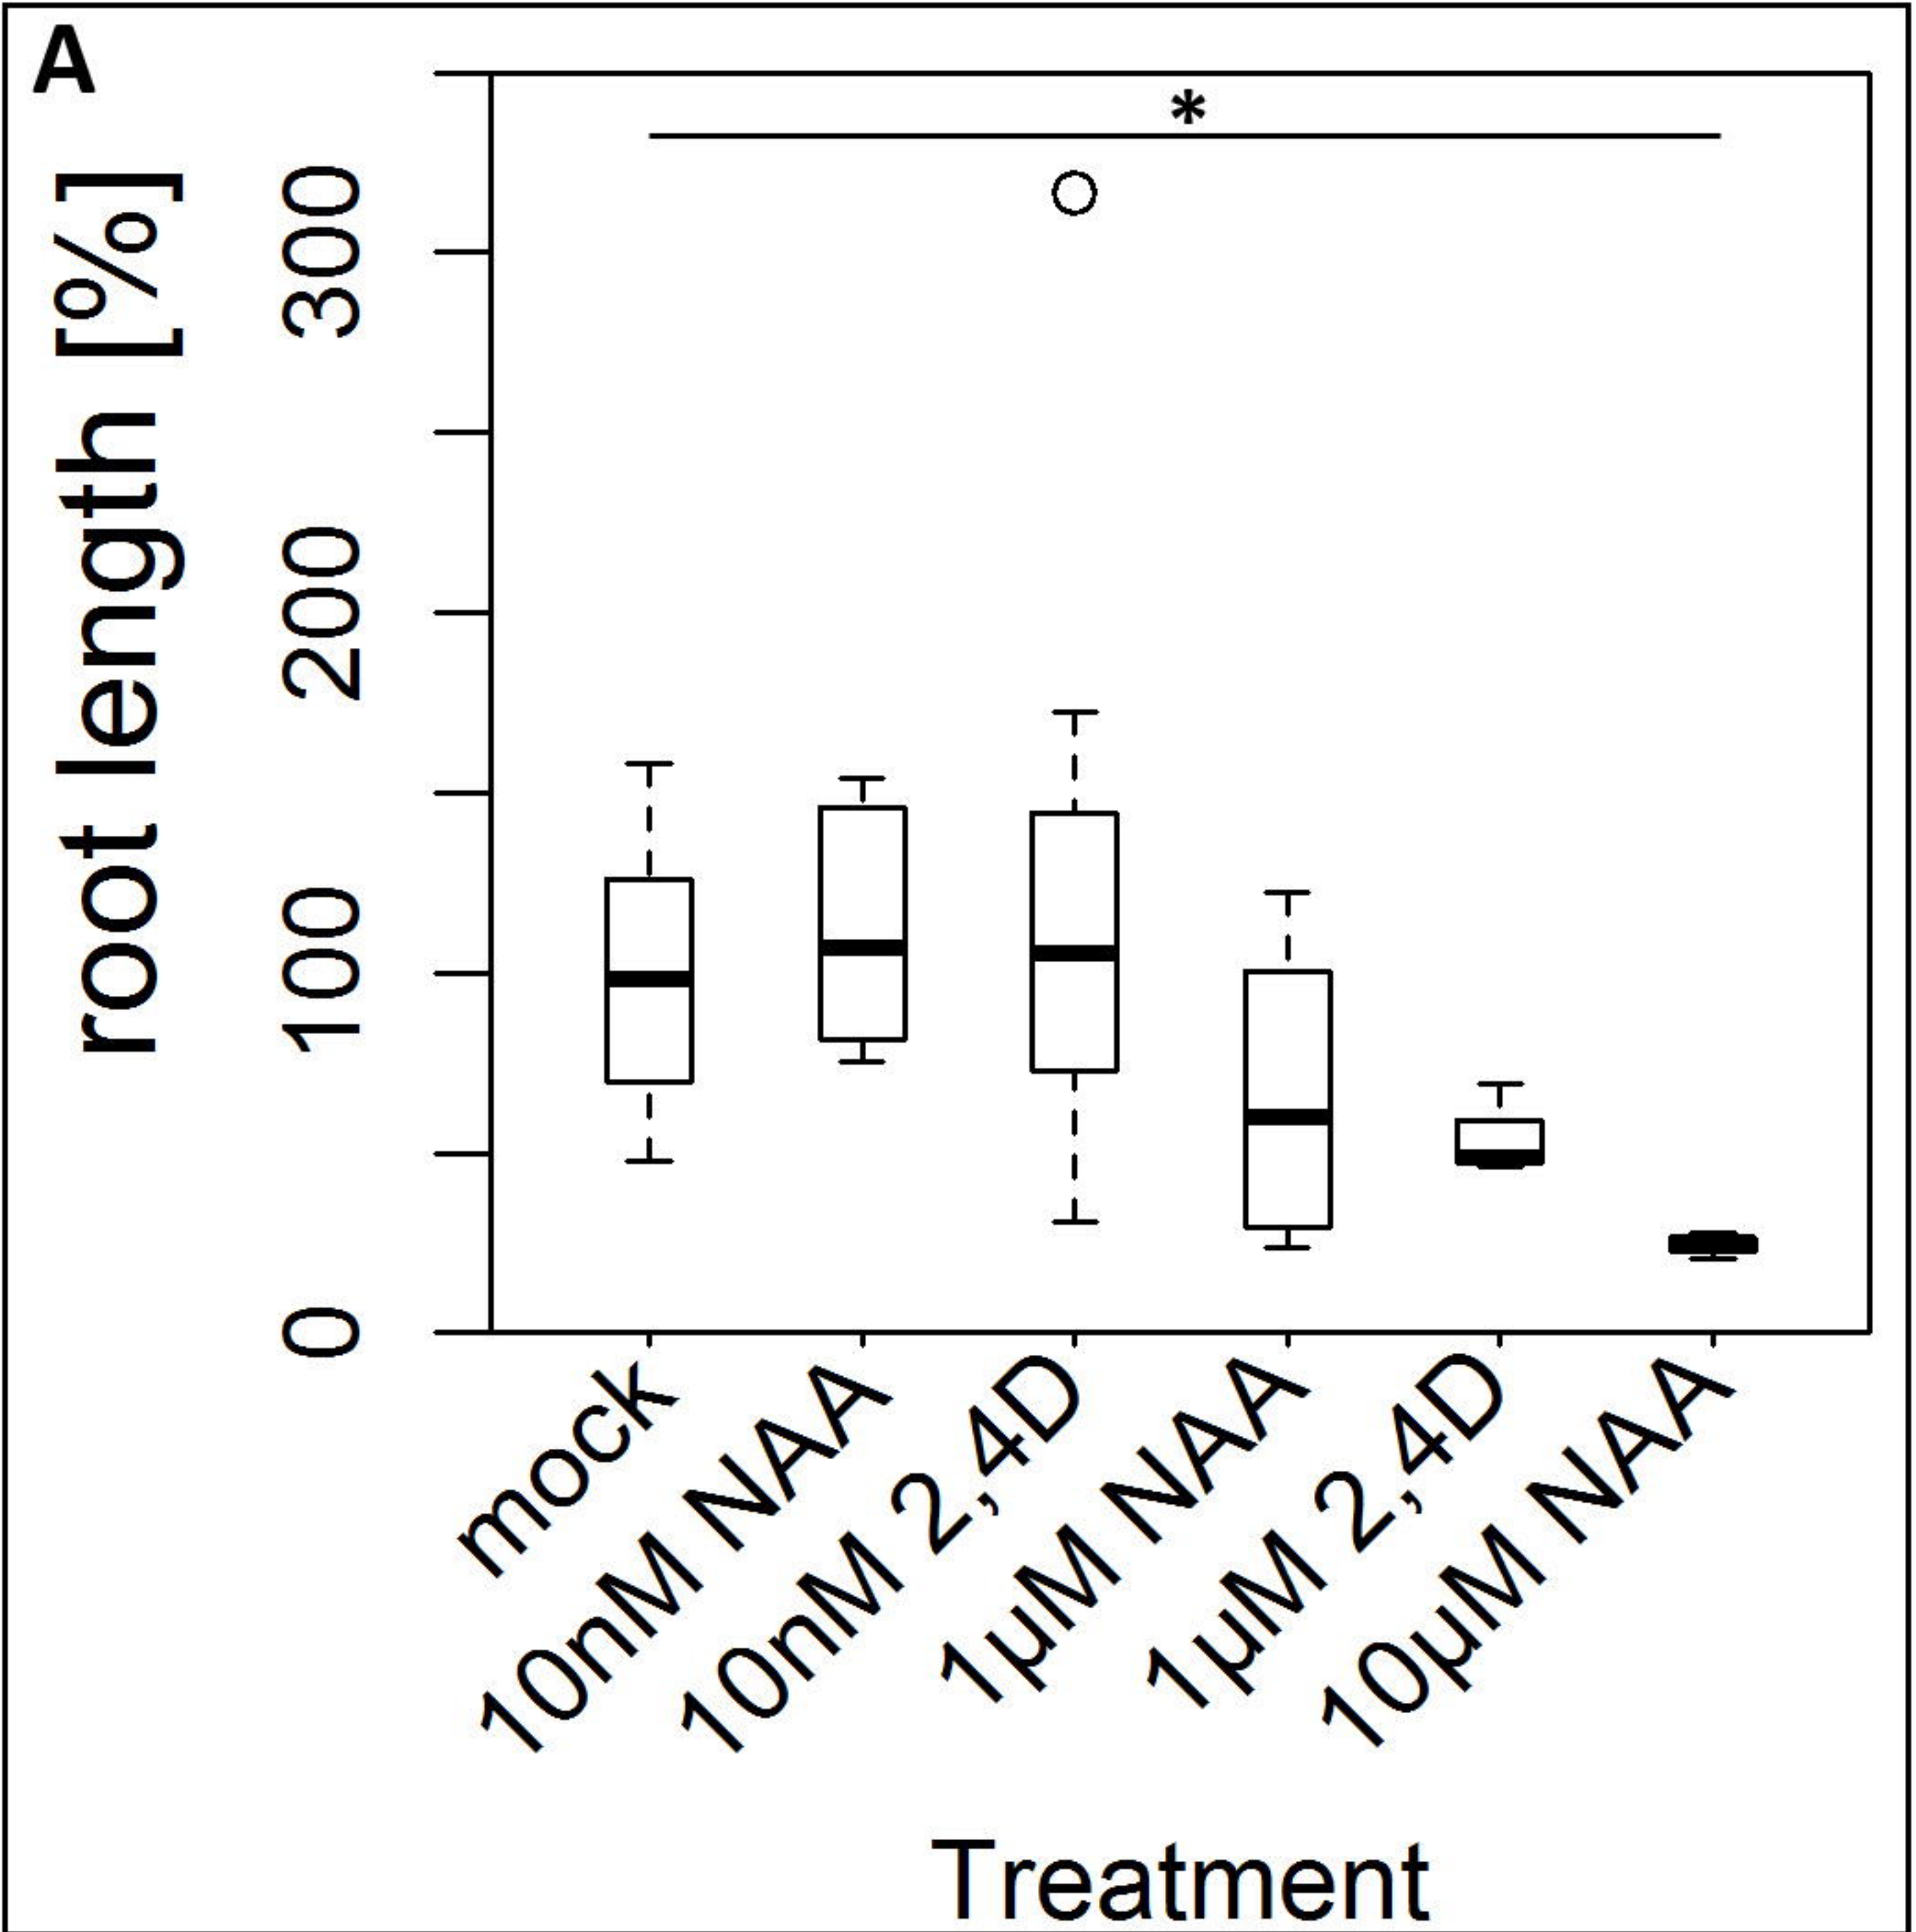 A
*
root length [%]
300
200
100
0
mock
10nM NAA
10nM 2,4D
1µM NAA
1µM 2,4D
10µM NAA
Treatment